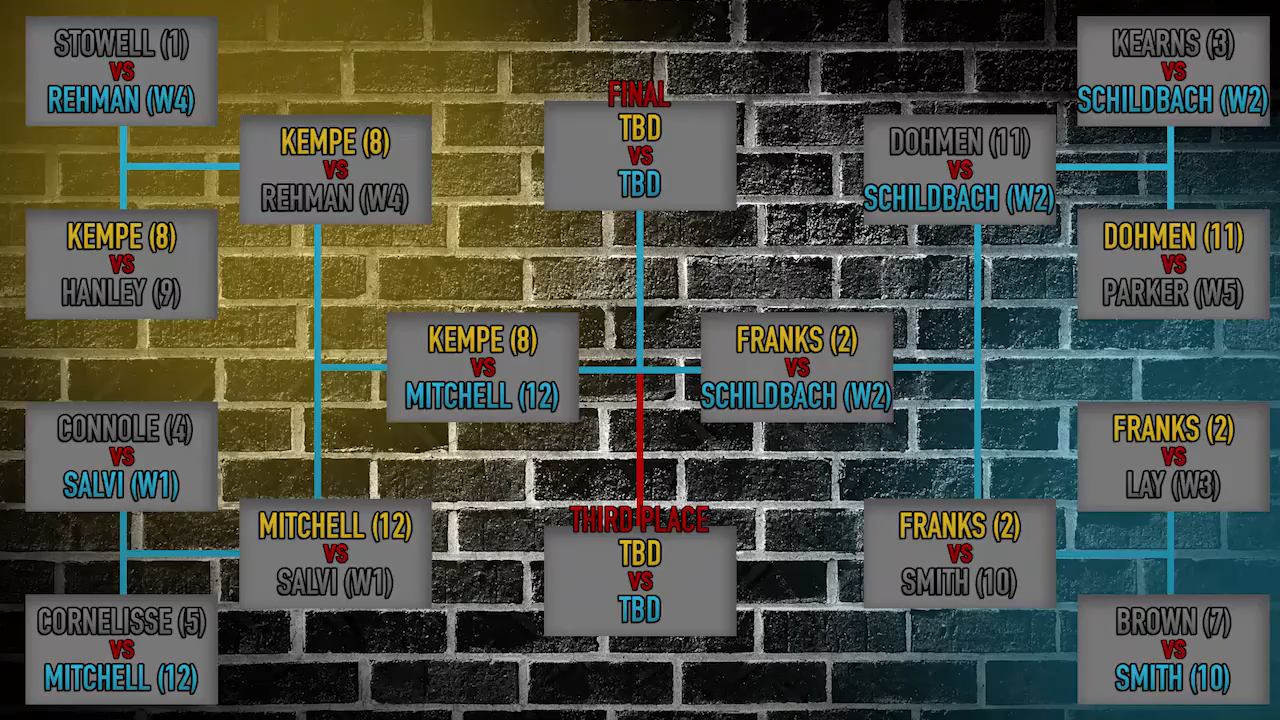 STOWELL (1)
VS
REHMAN (W4)
KEMPE (8)
VS
HANLEY (9)
CONNOLE (4)
VS
SALVI (W1)
CORNELISSE (5)
VS
MITCHELL (12)
KEMPE (8)
VS
REHMAN (W4)
MITCHELL (12)
VS
SALVI (W1)
KEMPE (8)
VS
MITCHELL (12)
FINAL
TBD
VS
TBD
THIRD PLACE
TBD
VS
TBD
FRANKS (2)
VS
SCHILDBACH (W2)
DOHMEN (11)
VS
SCHILDBACH (W2)
FRANKS (2)
VS
SMITH (10)
KEARNS (3)
VS
SCHILDBACH (W2)
DOHMEN (11)
VS
PARKER (W5)
FRANKS (2)
VS
LAY (W3)
BROWN (7)
VS
SMITH (10)